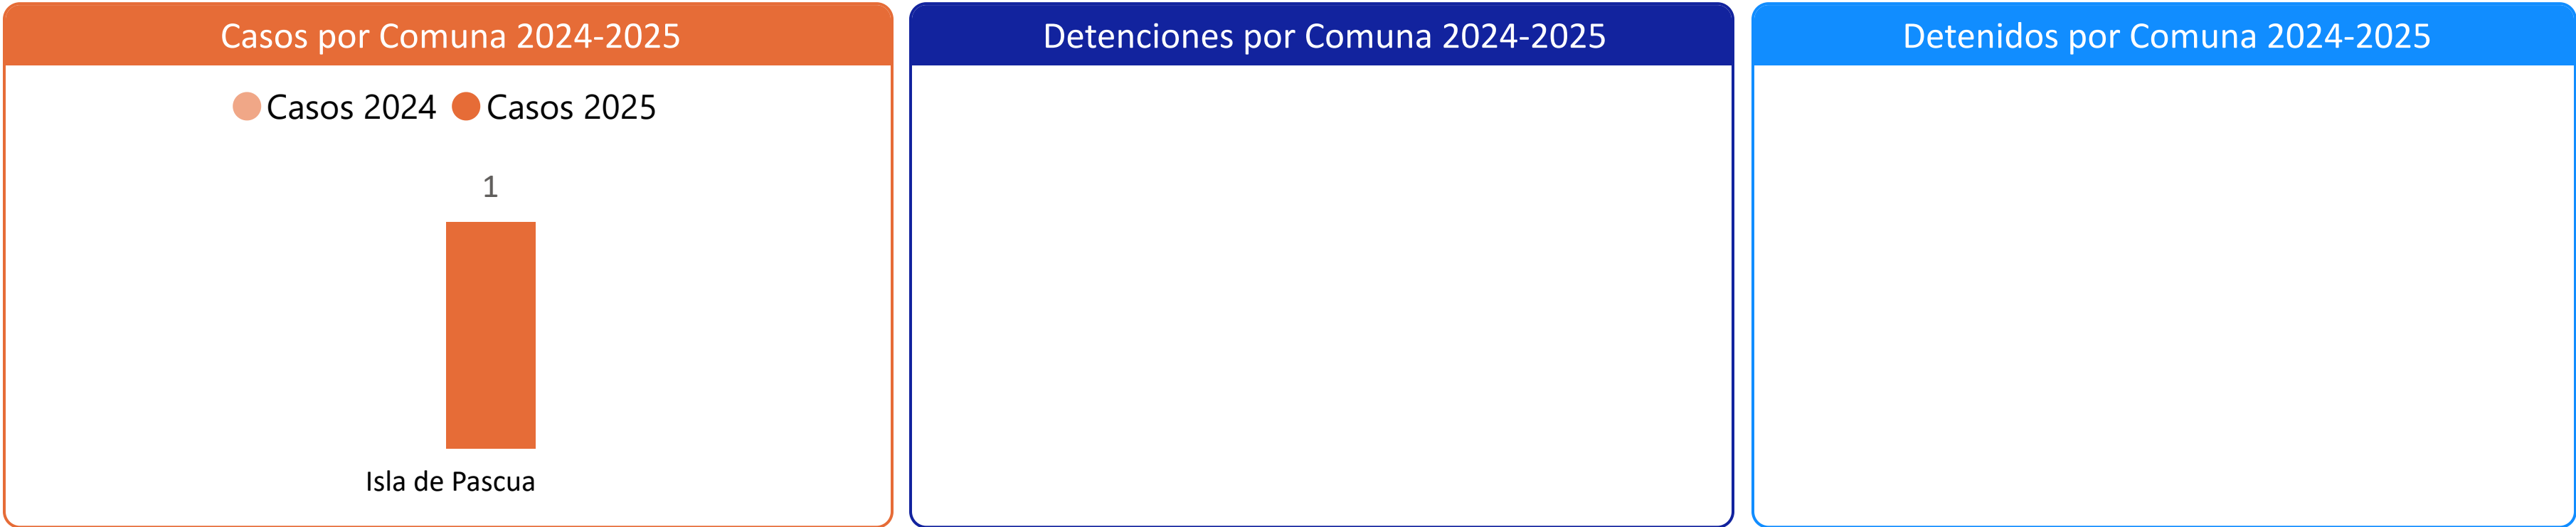 Casos por Comuna 2024-2025
Casos 2024 Casos 2025
1
Isla de Pascua
Detenciones por Comuna 2024-2025
Detenidos por Comuna 2024-2025